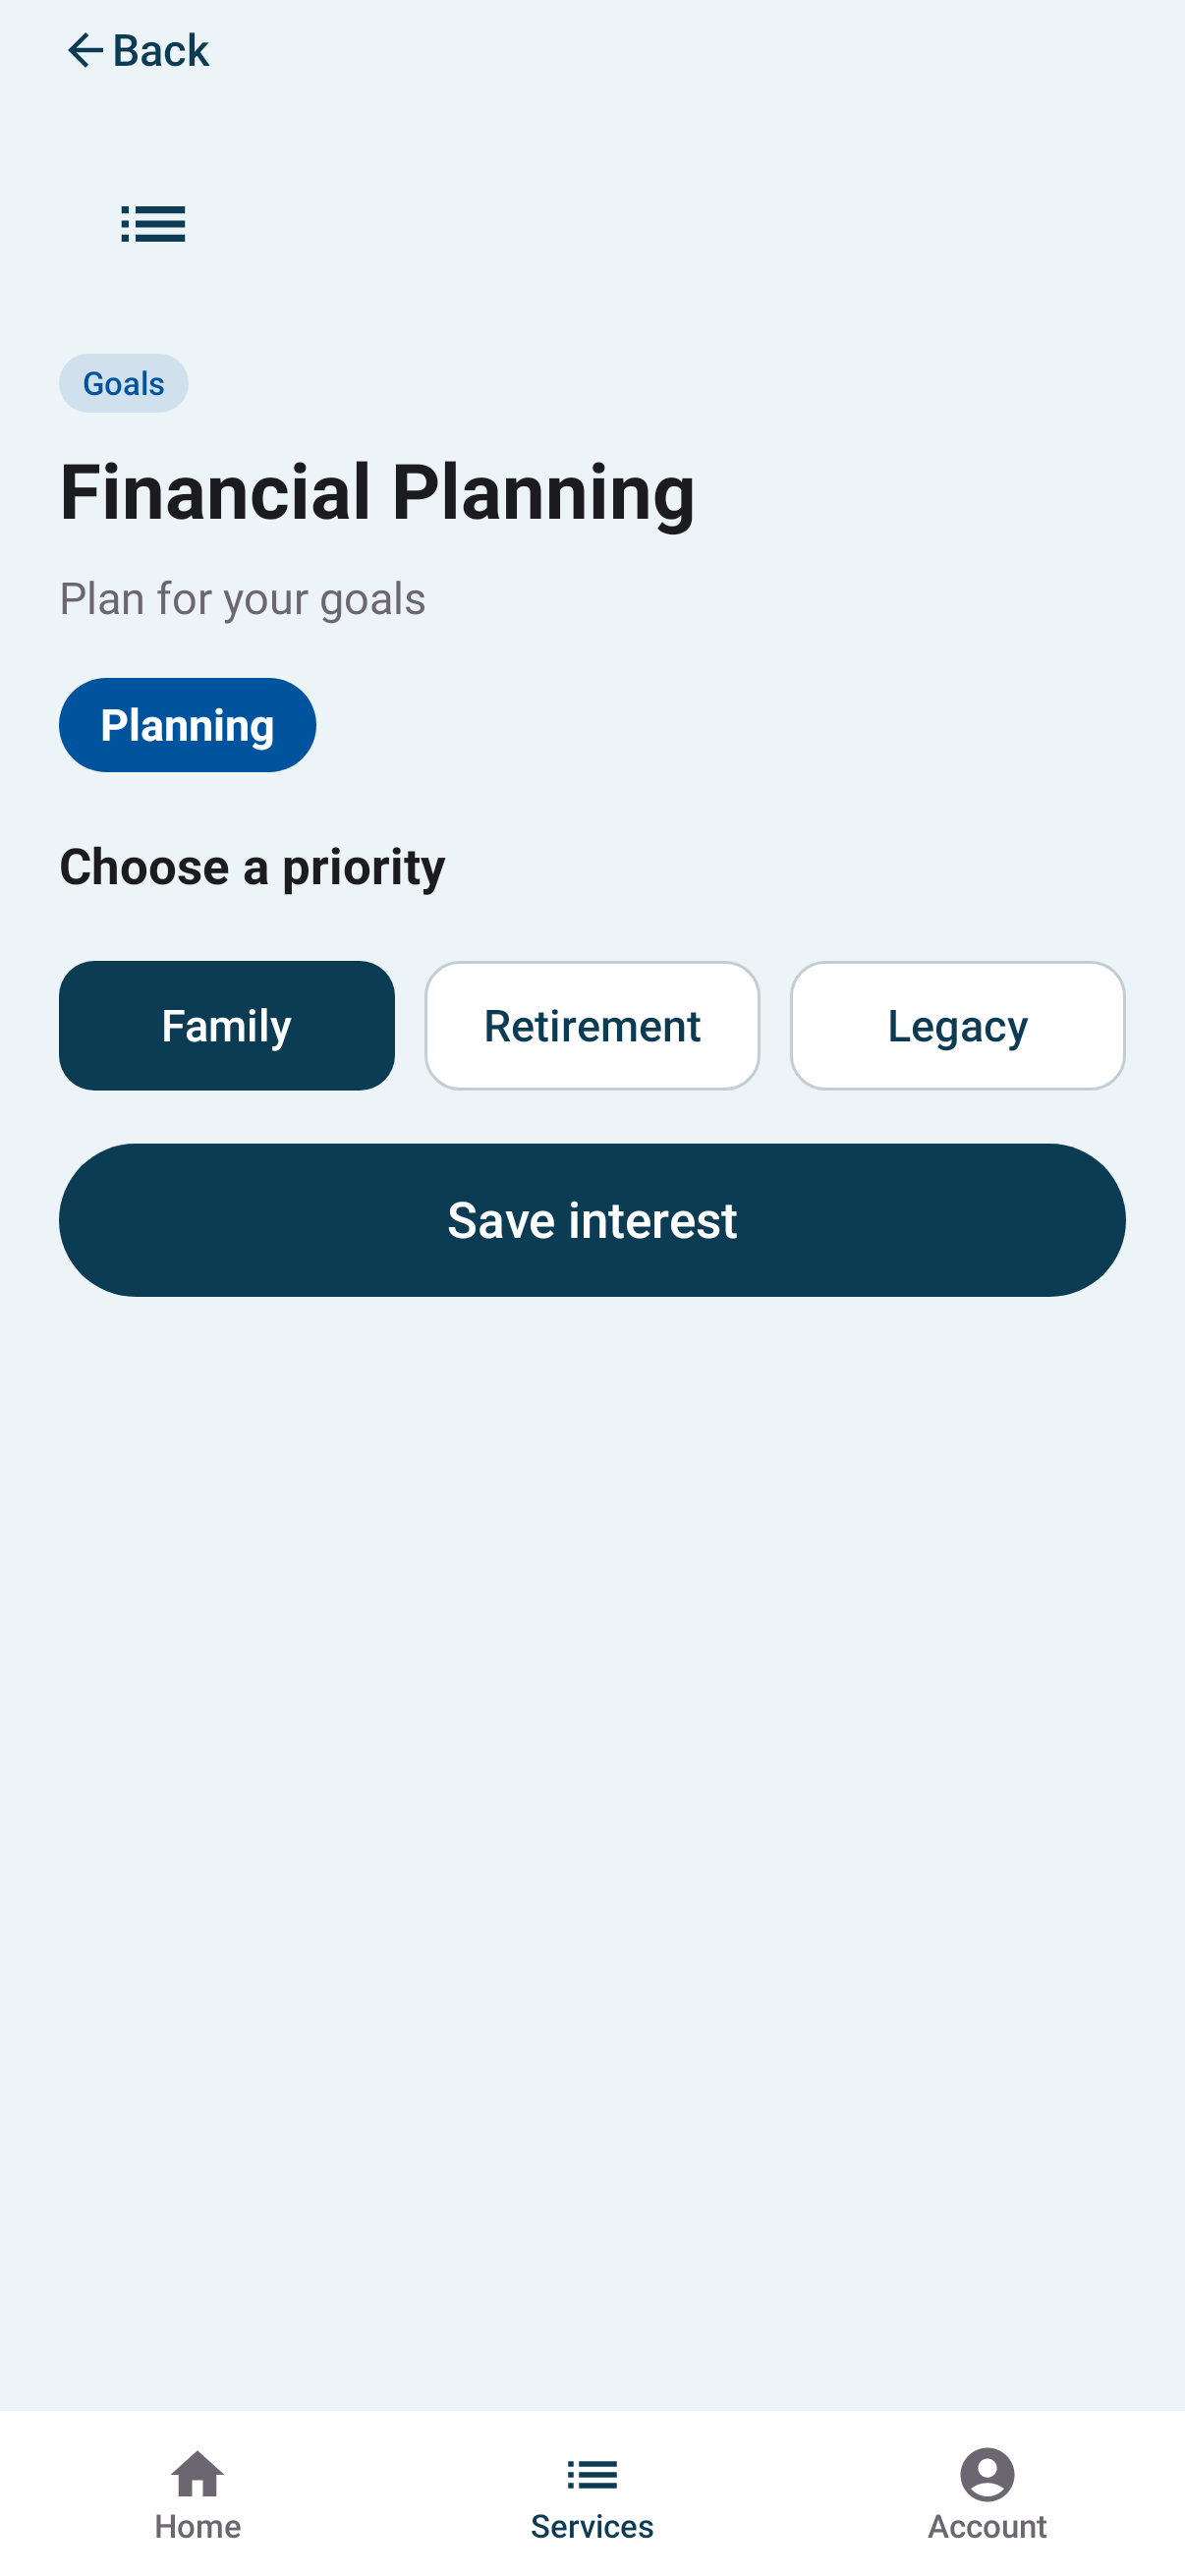 Back
Goals
Financial Planning
Plan for your goals
Planning
Choose a priority
Family Retirement Legacy
Save interest
Home Services Account